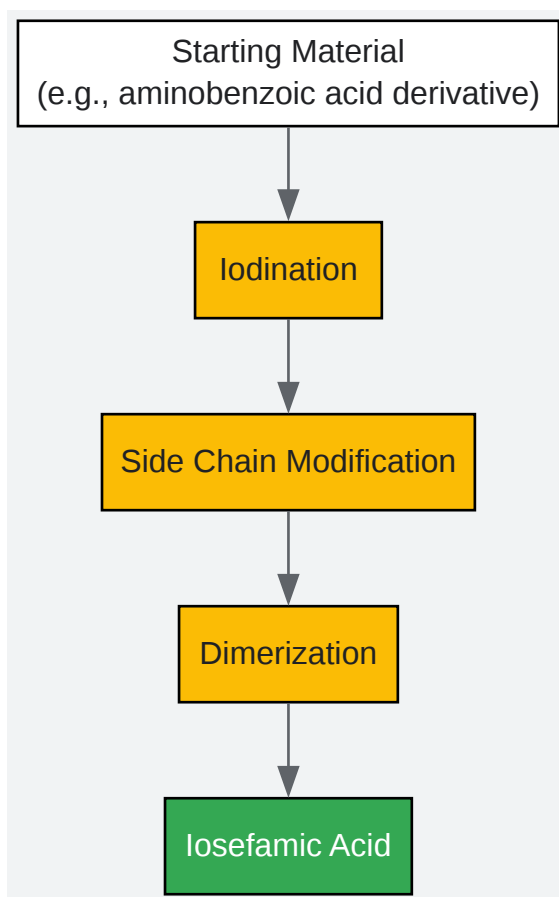 Starting Material
(e.g., aminobenzoic acid derivative)
Iodination
Side Chain Modification
Dimerization
Iosefamic Acid